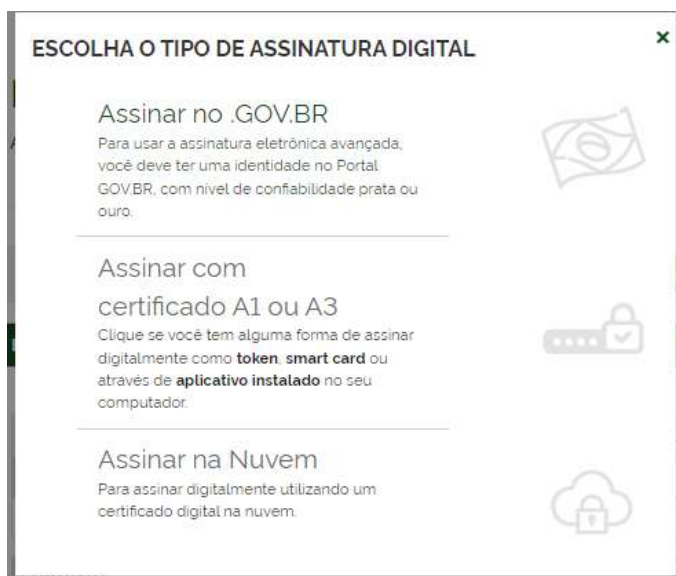 ESCOLHA O TIPO DE ASSINATURA DIGITAL
Assinar no .GOV.BR
Para usar a assinatura eletrônica avançada,
você deve ter uma identidade no Portal
GOV.BR, com nível de confiabilidade prata ou
ouro.
Assinar com
certificado A1 ou A3
Clique se você tem alguma forma de assinar
digitalmente como token, smart card ou
através de aplicativo instalado no seu
computador.
Assinar na Nuvem
Para assinar digitalmente utilizando um
certificado digital na nuvem.